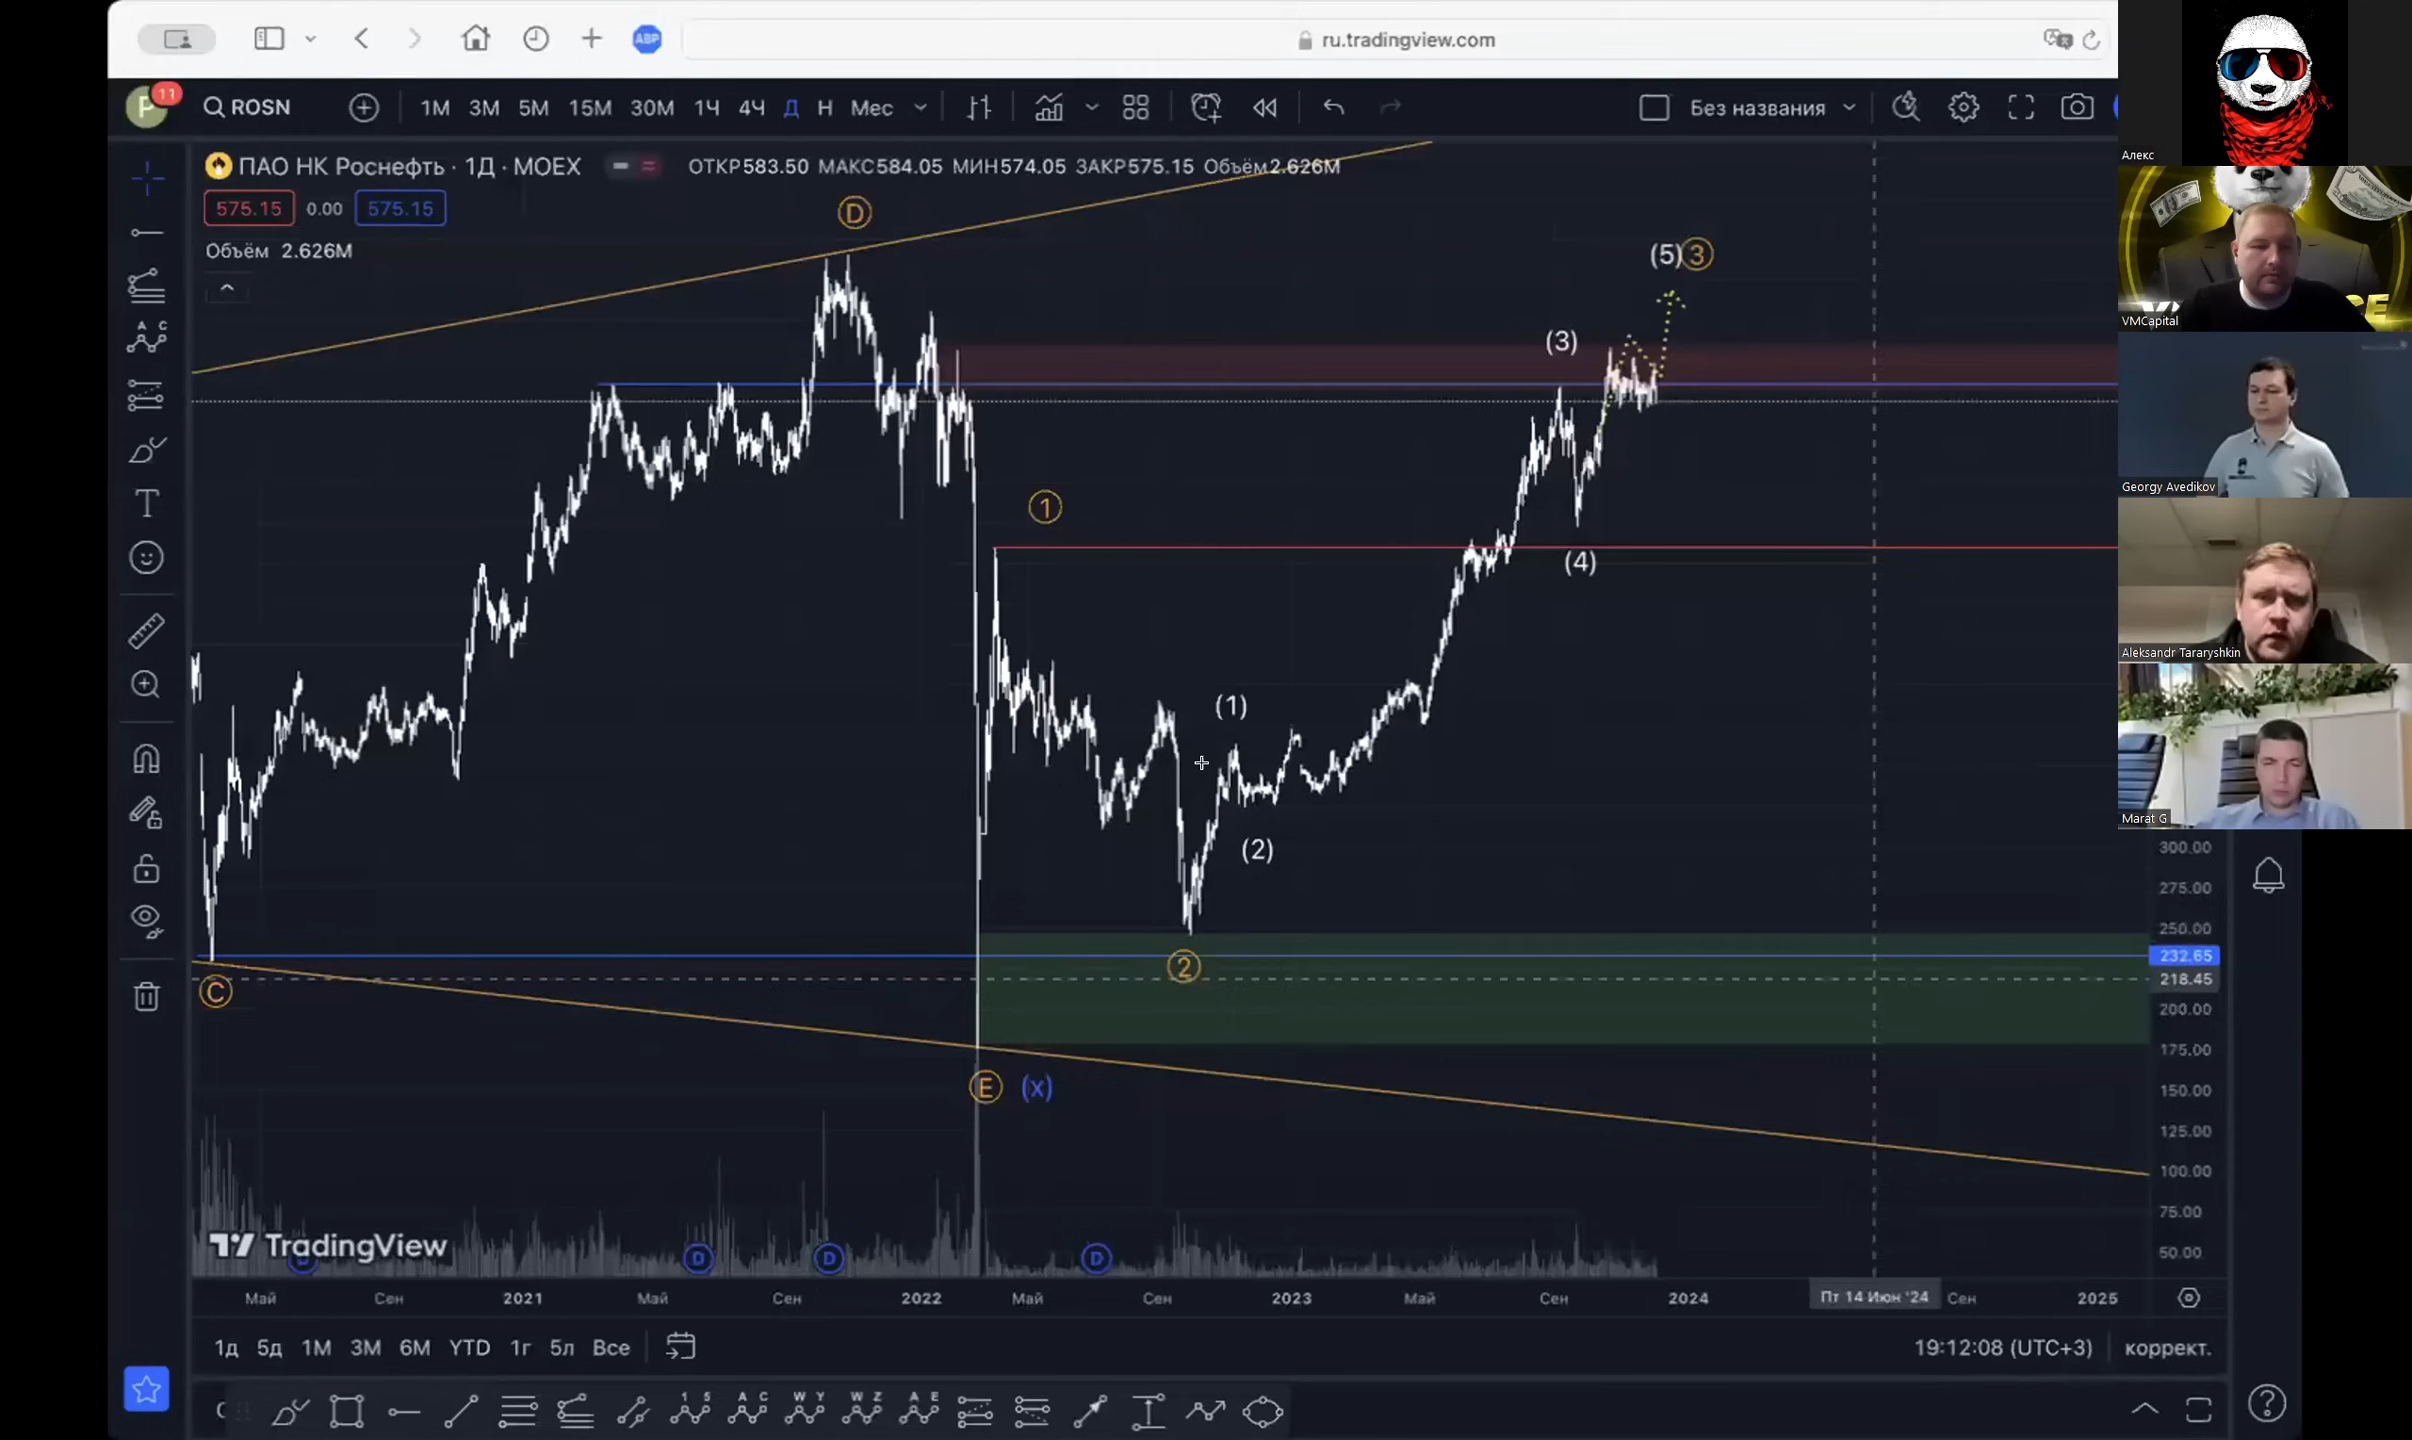 ABP
ru.tradingview.com
P
11
ROSN
1М 3М 5М 15М 30М 1Ч 4Ч Д Н Мес
Без названия
ПАО НК Роснефть · 1Д · MOEX
ОТКР583.50 МАКС584.05 МИН574.05 ЗАКР575.15 Объём2.626M
575.15 0.00 575.15
Объём 2.626M
D
(5) 3
(3)
1
(4)
(1)
(2)
2
C
E (x)
Алекс
VMCapital
Georgy Avedikov
Aleksandr Tararyshkin
Marat G
300.00
275.00
250.00
232.65
218.45
200.00
175.00
150.00
125.00
100.00
75.00
50.00
TradingView
D D D D
Май Сен 2021 Май Сен 2022 Май Сен 2023 Май Сен 2024 Пт 14 Июн '24 Сен 2025
1д 5д 1М 3М 6М YTD 1г 5л Все
19:12:08 (UTC+3) коррект.
A C
T
1 5 A C W Y W Z A E